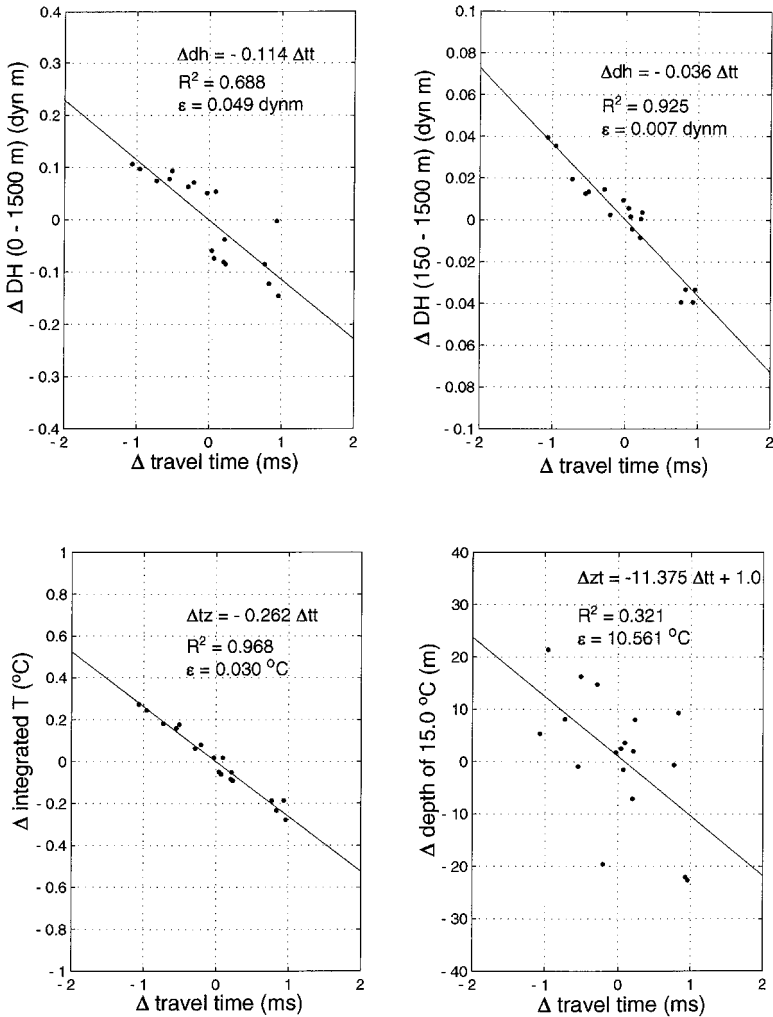 0.4
0.3
0.2
0.1
0
- 0.1
- 0.2
- 0.3
- 0.4
Δ DH (0 - 1500 m) (dyn m)
Δdh = - 0.114 Δtt
R² = 0.688
ε = 0.049 dynm
- 2 - 1 0 1 2
Δ travel time (ms)
0.1
0.08
0.06
0.04
0.02
0
- 0.02
- 0.04
- 0.06
- 0.08
- 0.1
Δ DH (150 - 1500 m) (dyn m)
Δdh = - 0.036 Δtt
R² = 0.925
ε = 0.007 dynm
- 2 - 1 0 1 2
Δ travel time (ms)
1
0.8
0.6
0.4
0.2
0
- 0.2
- 0.4
- 0.6
- 0.8
- 1
Δ integrated T (ºC)
Δtz = - 0.262 Δtt
R² = 0.968
ε = 0.030 ºC
- 2 - 1 0 1 2
Δ travel time (ms)
40
30
20
10
0
- 10
- 20
- 30
- 40
Δ depth of 15.0 ºC (m)
Δzt = -11.375 Δtt + 1.0
R² = 0.321
ε = 10.561 ºC
- 2 - 1 0 1 2
Δ travel time (ms)